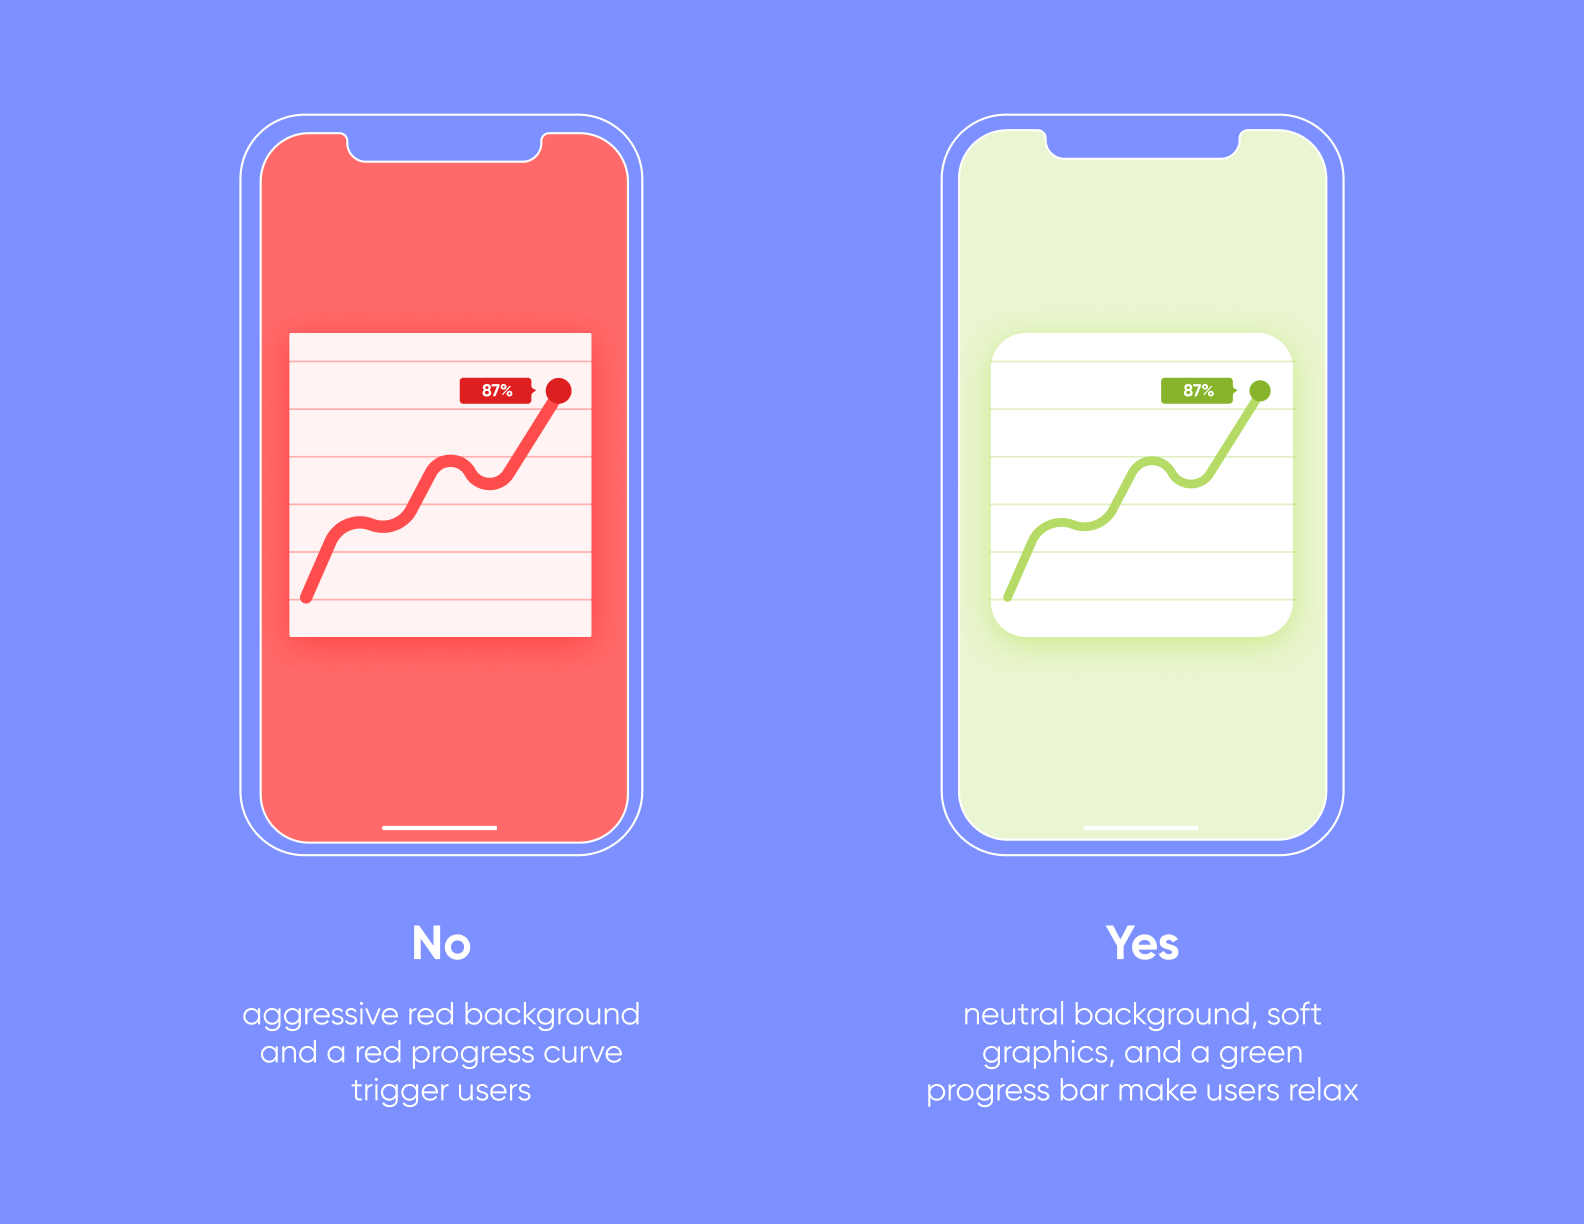 87%
87%
No
aggressive red background
and a red progress curve
trigger users
Yes
neutral background, soft
graphics, and a green
progress bar make users relax